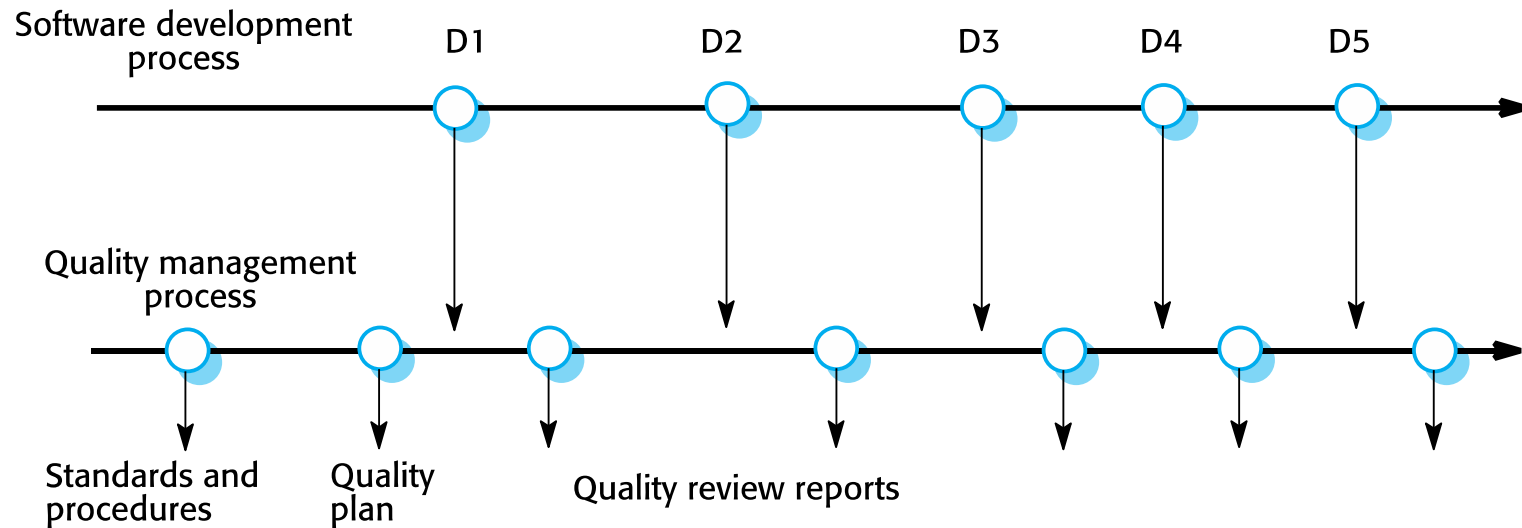 Software development
process
D1
D2
D3
D4
D5
Quality management
process
Standards and
procedures
Quality
plan
Quality review reports